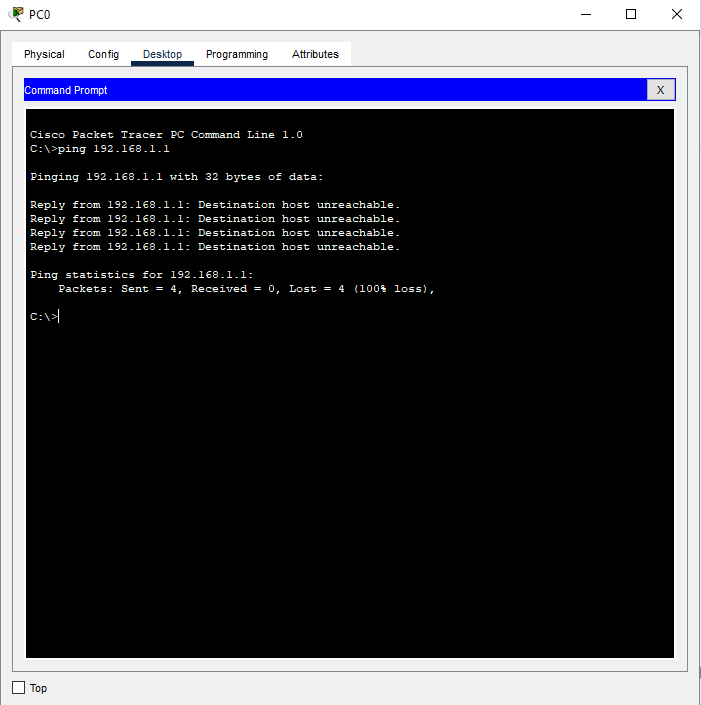 PC0
Physical Config Desktop Programming Attributes
Command Prompt X
Cisco Packet Tracer PC Command Line 1.0
C:\>ping 192.168.1.1
Pinging 192.168.1.1 with 32 bytes of data:
Reply from 192.168.1.1: Destination host unreachable.
Reply from 192.168.1.1: Destination host unreachable.
Reply from 192.168.1.1: Destination host unreachable.
Reply from 192.168.1.1: Destination host unreachable.
Ping statistics for 192.168.1.1:
    Packets: Sent = 4, Received = 0, Lost = 4 (100% loss),
C:\>
Top